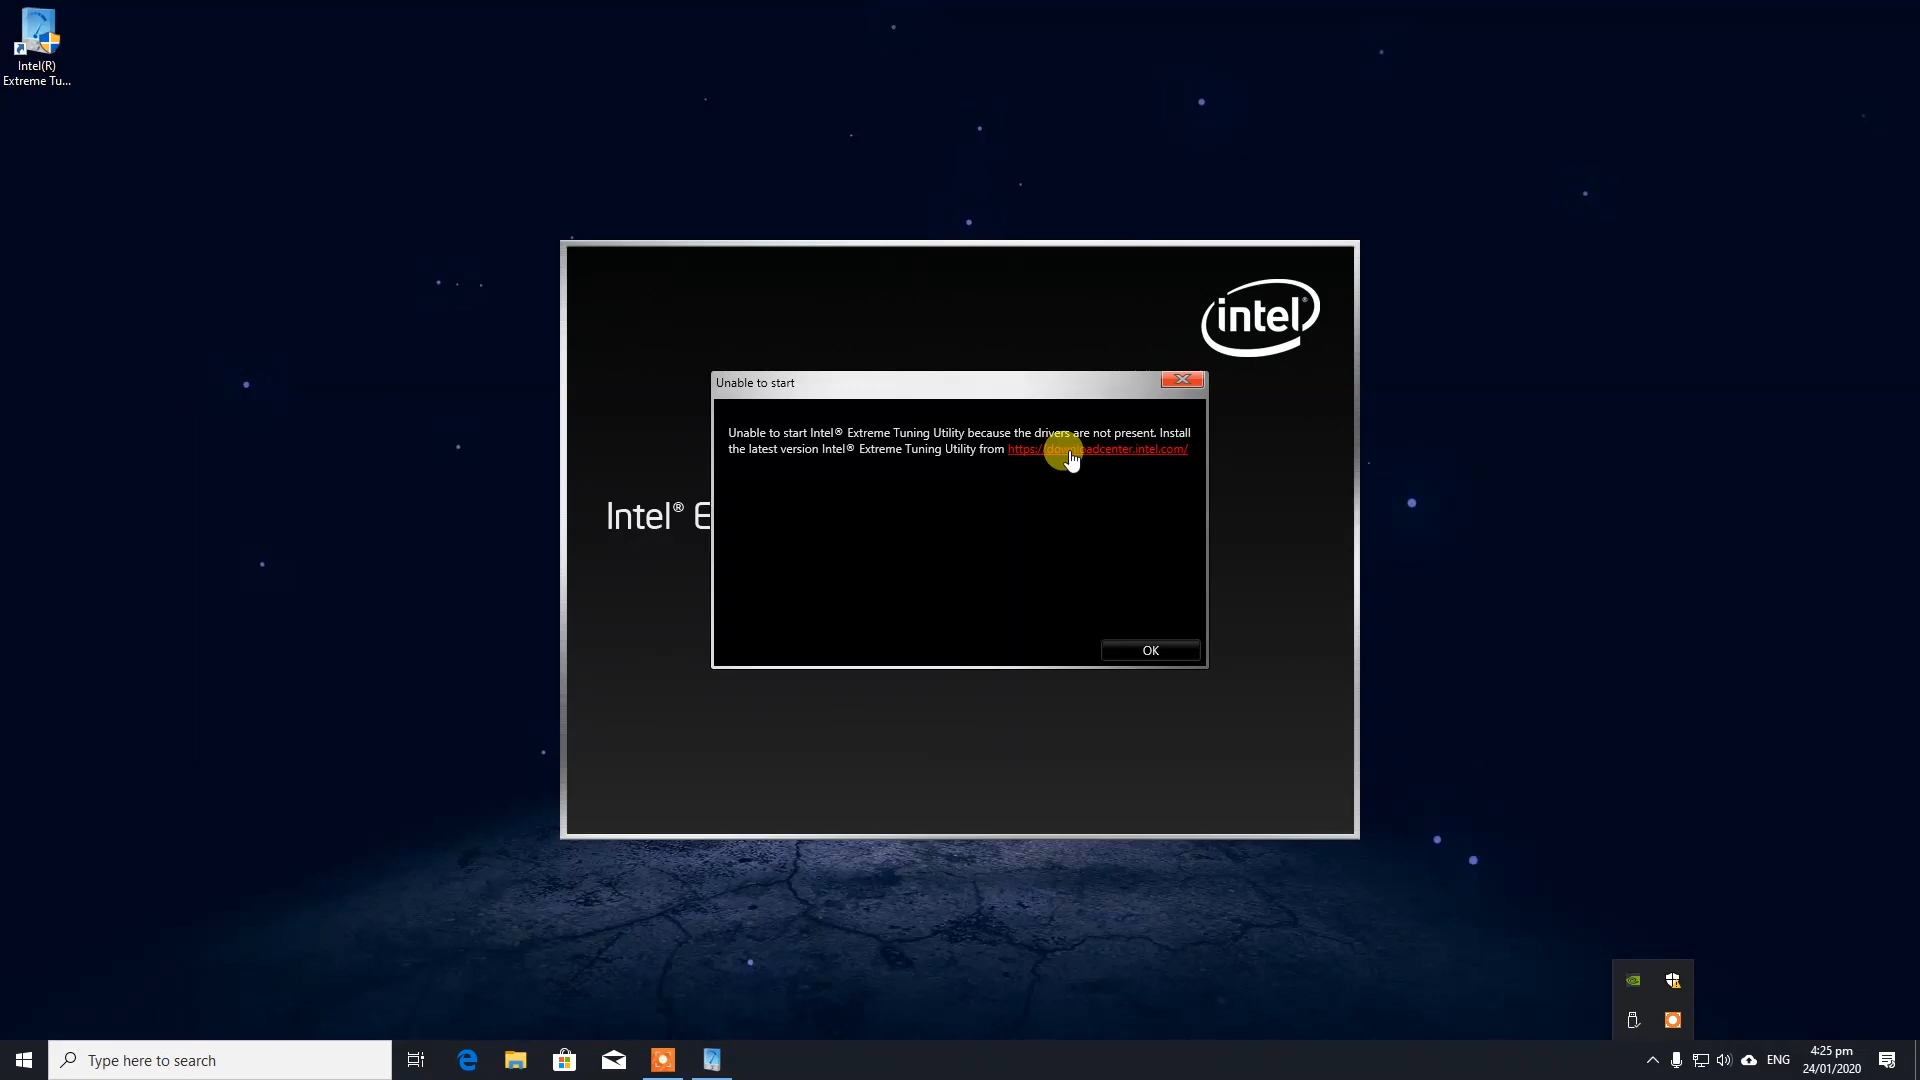 Intel(R)
Extreme Tu...
intel®
Unable to start
Unable to start Intel® Extreme Tuning Utility because the drivers are not present. Install
the latest version Intel® Extreme Tuning Utility from https://downloadcenter.intel.com/
Intel® E
OK
Type here to search
ENG
4:25 pm
24/01/2020